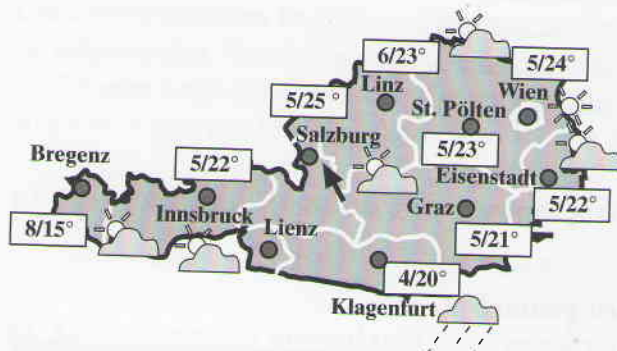 6/23°
5/24°
Linz
Wien
5/25 °
St. Pölten
Salzburg
5/23°
Bregenz
5/22°
Eisenstadt
Innsbruck
Graz
5/22°
8/15°
Lienz
5/21°
4/20°
Klagenfurt